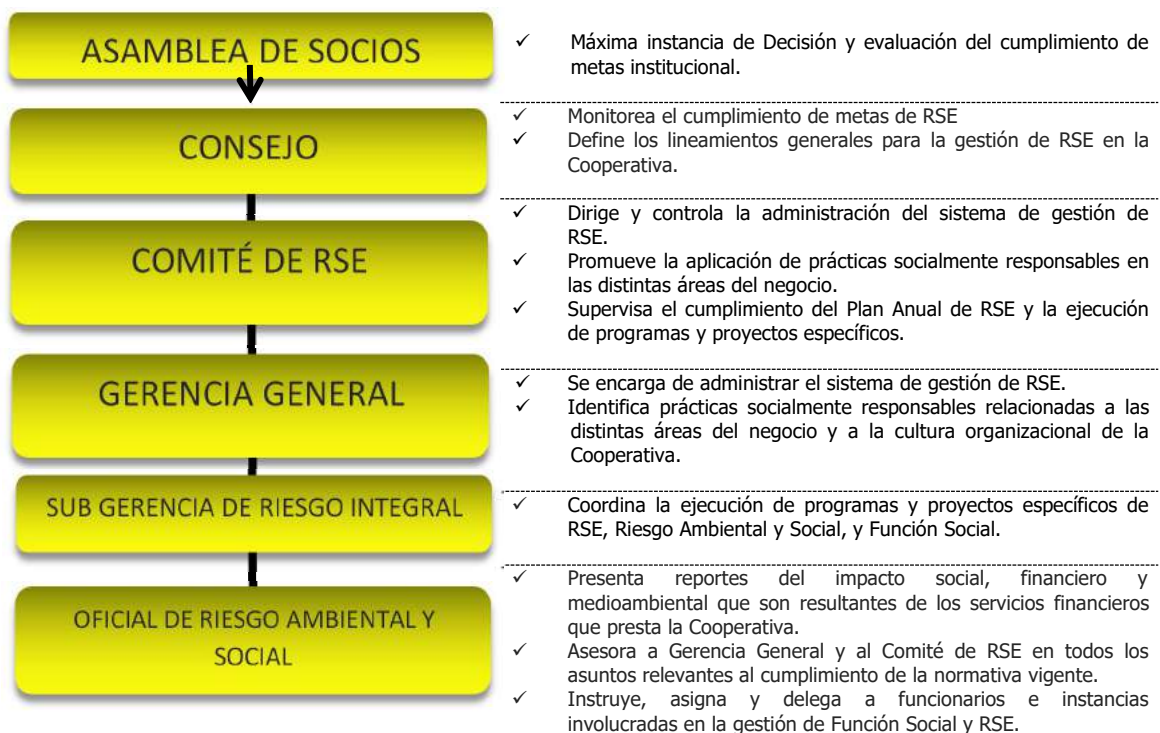 ASAMBLEA DE SOCIOS
✓ Máxima instancia de Decisión y evaluación del cumplimiento de
metas institucional.
CONSEJO
✓ Monitorea el cumplimiento de metas de RSE
✓ Define los lineamientos generales para la gestión de RSE en la
Cooperativa.
COMITÉ DE RSE
✓ Dirige y controla la administración del sistema de gestión de
RSE.
✓ Promueve la aplicación de prácticas socialmente responsables en
las distintas áreas del negocio.
✓ Supervisa el cumplimiento del Plan Anual de RSE y la ejecución
de programas y proyectos específicos.
GERENCIA GENERAL
✓ Se encarga de administrar el sistema de gestión de RSE.
✓ Identifica prácticas socialmente responsables relacionadas a las
distintas áreas del negocio y a la cultura organizacional de la
Cooperativa.
SUB GERENCIA DE RIESGO INTEGRAL
✓ Coordina la ejecución de programas y proyectos específicos de
RSE, Riesgo Ambiental y Social, y Función Social.
OFICIAL DE RIESGO AMBIENTAL Y
SOCIAL
✓ Presenta reportes del impacto social, financiero y
medioambiental que son resultantes de los servicios financieros
que presta la Cooperativa.
✓ Asesora a Gerencia General y al Comité de RSE en todos los
asuntos relevantes al cumplimiento de la normativa vigente.
✓ Instruye, asigna y delega a funcionarios e instancias
involucradas en la gestión de Función Social y RSE.